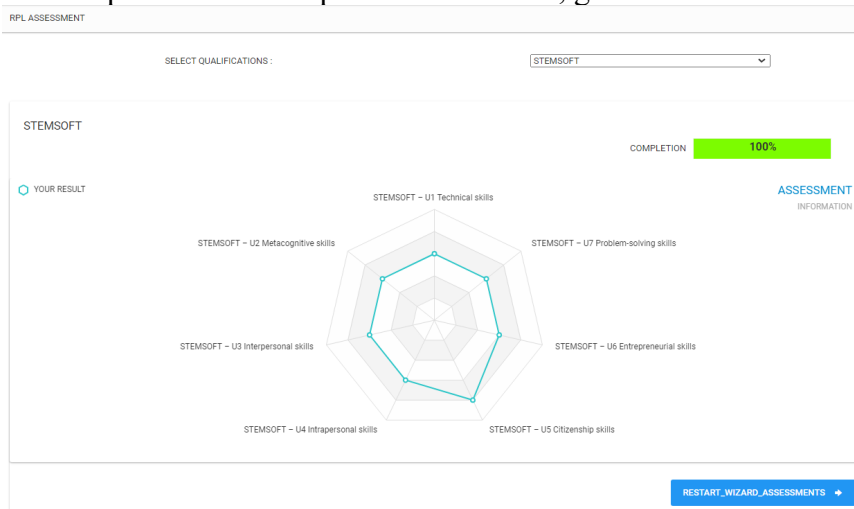 RPL ASSESSMENT
SELECT QUALIFICATIONS :
STEMSOFT
STEMSOFT
COMPLETION
100%
YOUR RESULT
ASSESSMENT
INFORMATION
STEMSOFT – U1 Technical skills
STEMSOFT – U2 Metacognitive skills
STEMSOFT – U7 Problem-solving skills
STEMSOFT – U3 Interpersonal skills
STEMSOFT – U6 Entrepreneurial skills
STEMSOFT – U4 Intrapersonal skills
STEMSOFT – U5 Citizenship skills
RESTART_WIZARD_ASSESSMENTS